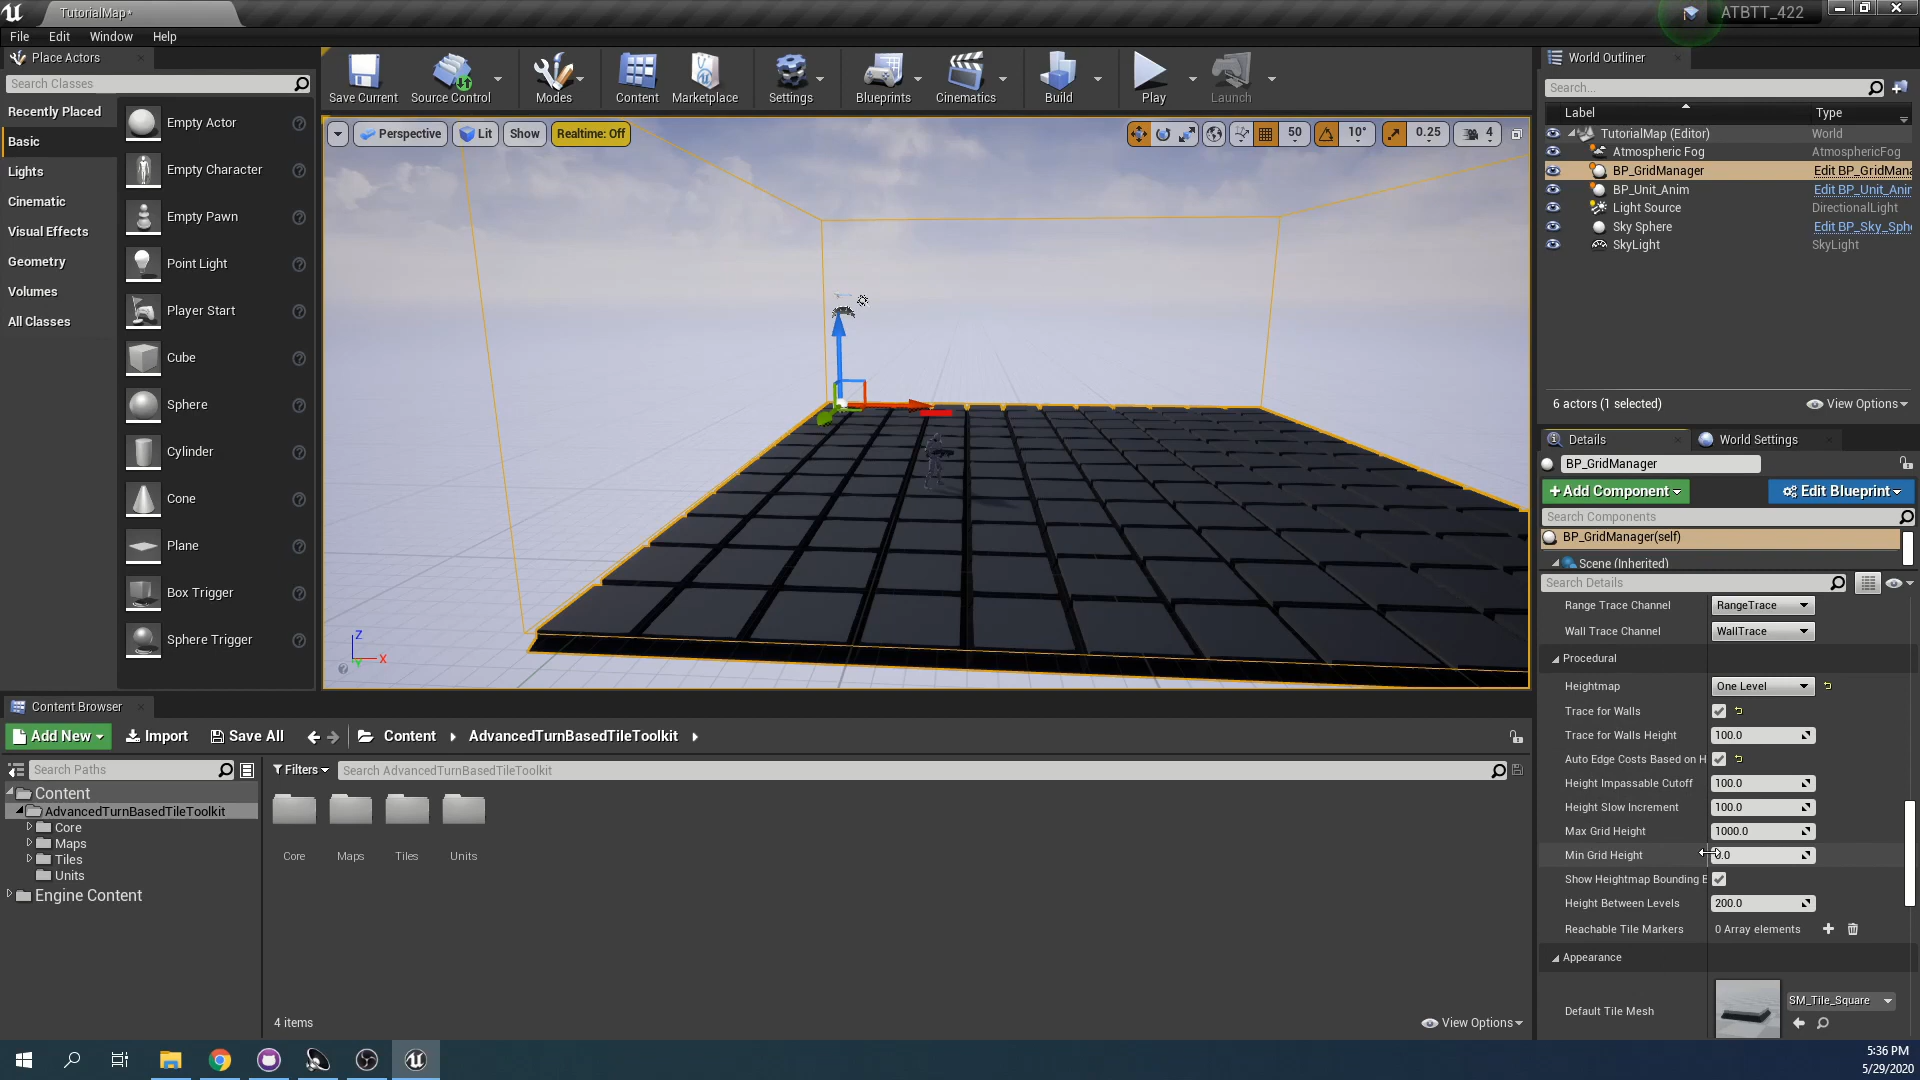 TutorialMap*
ATBTT_422
File Edit Window Help
Place Actors
Search Classes
Recently Placed
Basic
Lights
Cinematic
Visual Effects
Geometry
Volumes
All Classes
Empty Actor
Empty Character
Empty Pawn
Point Light
Player Start
Cube
Sphere
Cylinder
Cone
Plane
Box Trigger
Sphere Trigger
Save Current
Source Control
Modes
Content
Marketplace
Settings
Blueprints
Cinematics
Build
Play
Launch
Perspective Lit Show Realtime: Off
50 10° 0.25 4
Z
X
Y
World Outliner
Search...
Label Type
TutorialMap (Editor) World
Atmospheric Fog AtmosphericFog
BP_GridManager Edit BP_GridMana
BP_Unit_Anim Edit BP_Unit_Anim
Light Source DirectionalLight
Sky Sphere Edit BP_Sky_Sphe
SkyLight SkyLight
6 actors (1 selected) View Options
Details World Settings
BP_GridManager
+Add Component Edit Blueprint
Search Components
BP_GridManager(self)
Scene (Inherited)
Search Details
Range Trace Channel RangeTrace
Wall Trace Channel WallTrace
Procedural
Heightmap One Level
Trace for Walls
Trace for Walls Height 100.0
Auto Edge Costs Based on H
Height Impassable Cutoff 100.0
Height Slow Increment 100.0
Max Grid Height 1000.0
Min Grid Height 0.0
Show Heightmap Bounding B
Height Between Levels 200.0
Reachable Tile Markers 0 Array elements
Appearance
Default Tile Mesh SM_Tile_Square
Content Browser
Add New Import Save All Content AdvancedTurnBasedTileToolkit
Search Paths
Content
AdvancedTurnBasedTileToolkit
Core
Maps
Tiles
Units
Engine Content
Filters Search AdvancedTurnBasedTileToolkit
Core Maps Tiles Units
4 items View Options
5:36 PM
5/29/2020